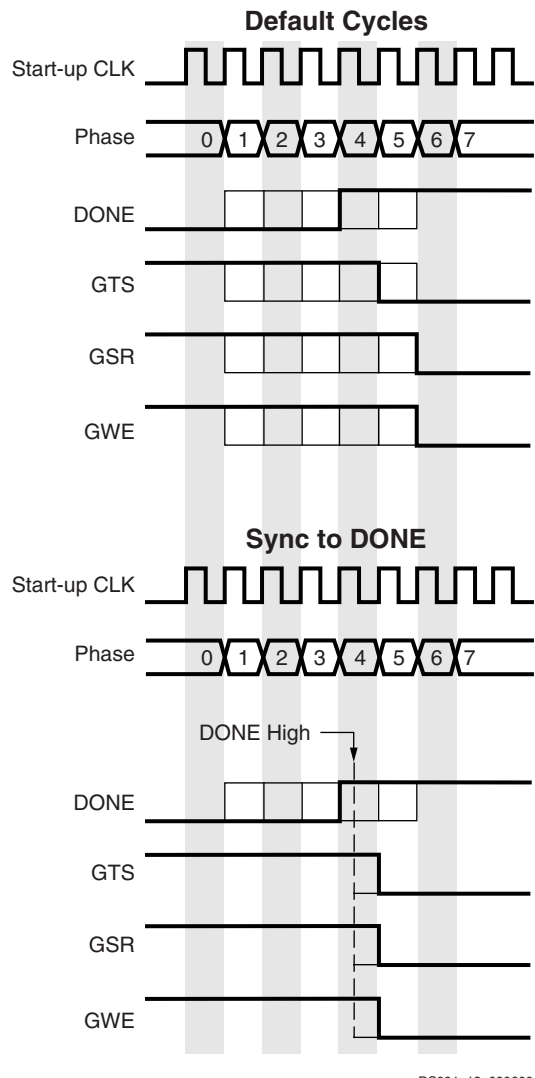 Default Cycles
Start-up CLK
Phase 0 1 2 3 4 5 6 7
DONE
GTS
GSR
GWE
Sync to DONE
Start-up CLK
Phase 0 1 2 3 4 5 6 7
DONE High
DONE
GTS
GSR
GWE